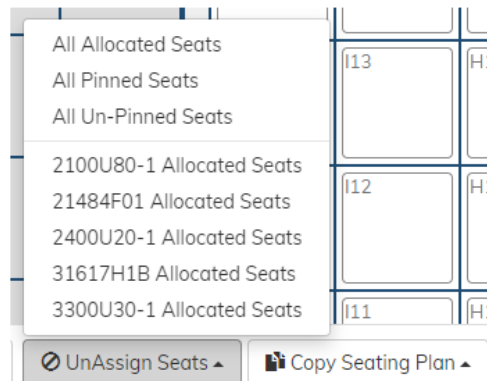 All Allocated Seats
All Pinned Seats
All Un-Pinned Seats
2100U80-1 Allocated Seats
21484F01 Allocated Seats
2400U20-1 Allocated Seats
31617H1B Allocated Seats
3300U30-1 Allocated Seats
I13
I12
I11
UnAssign Seats
Copy Seating Plan